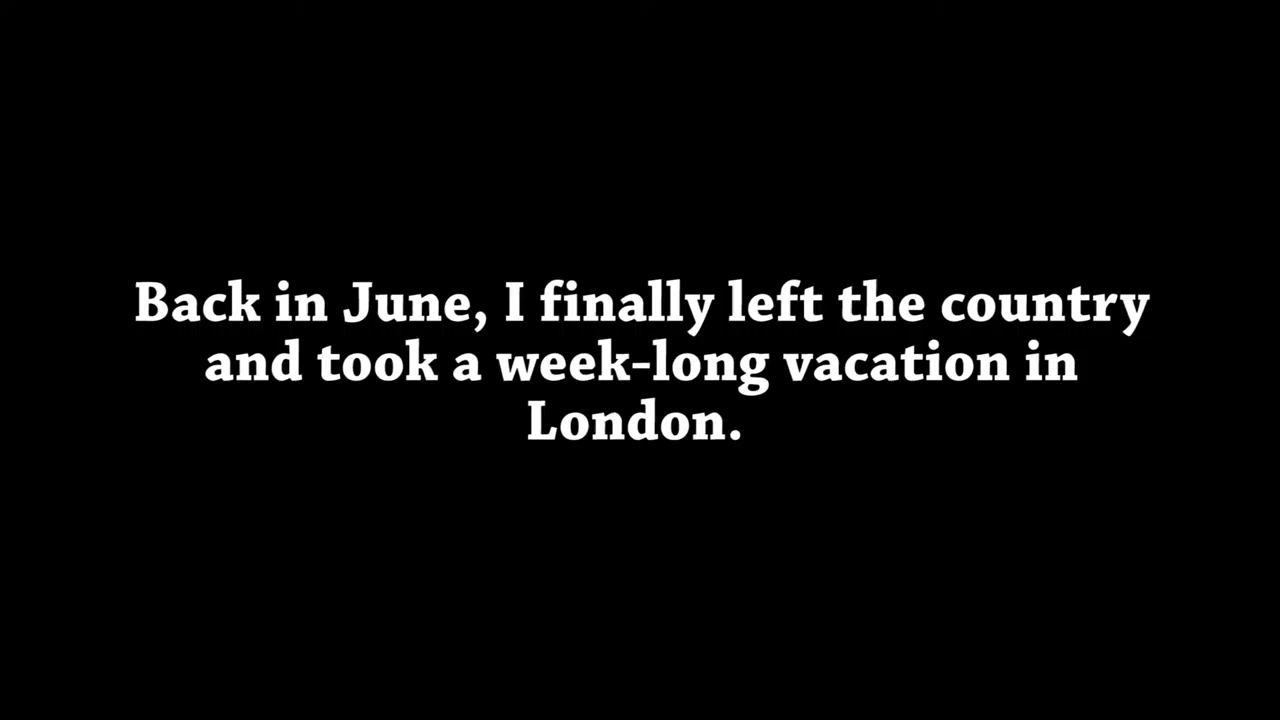 Back in June, I finally left the country
and took a week-long vacation in
London.